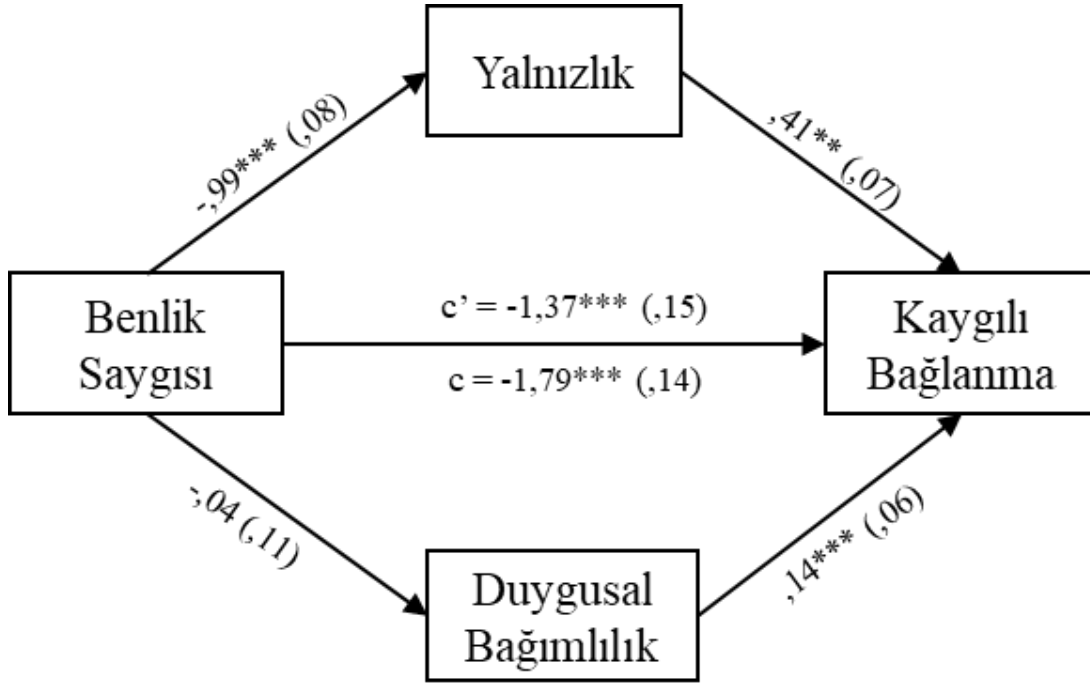 Yalnızlık
-,99*** (,08)
,41** (,07)
Benlik
Saygısı
c’ = -1,37*** (,15)
c = -1,79*** (,14)
Kaygılı
Bağlanma
-,04 (,11)
,14*** (,06)
Duygusal
Bağımlılık